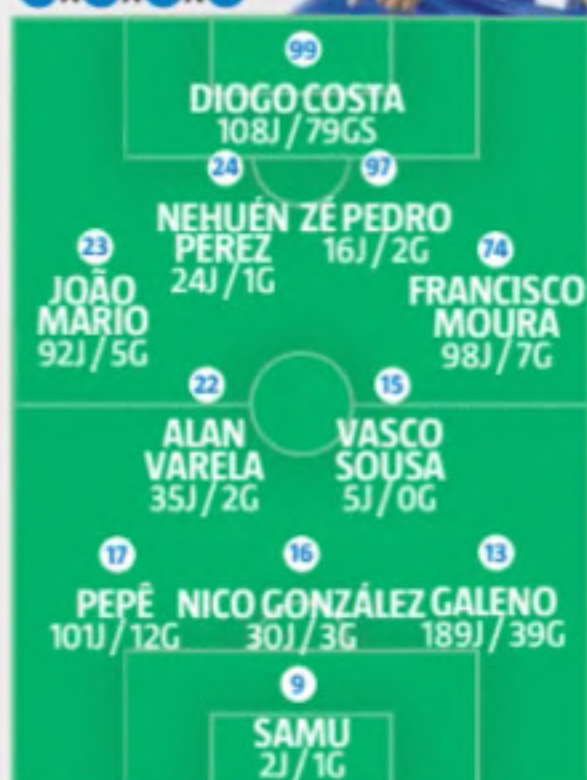 99
DIOGO COSTA
108J / 79GS
24
NEHUÉN
PEREZ
24J / 1G
97
ZÉ PEDRO
16J / 2G
23
JOÃO
MÁRIO
92J / 5G
74
FRANCISCO
MOURA
98J / 7G
22
ALAN
VARELA
35J / 2G
15
VASCO
SOUSA
5J / 0G
17
PEPÊ
101J / 12G
16
NICO GONZÁLEZ
30J / 3G
13
GALENO
189J / 39G
9
SAMU
2J / 1G